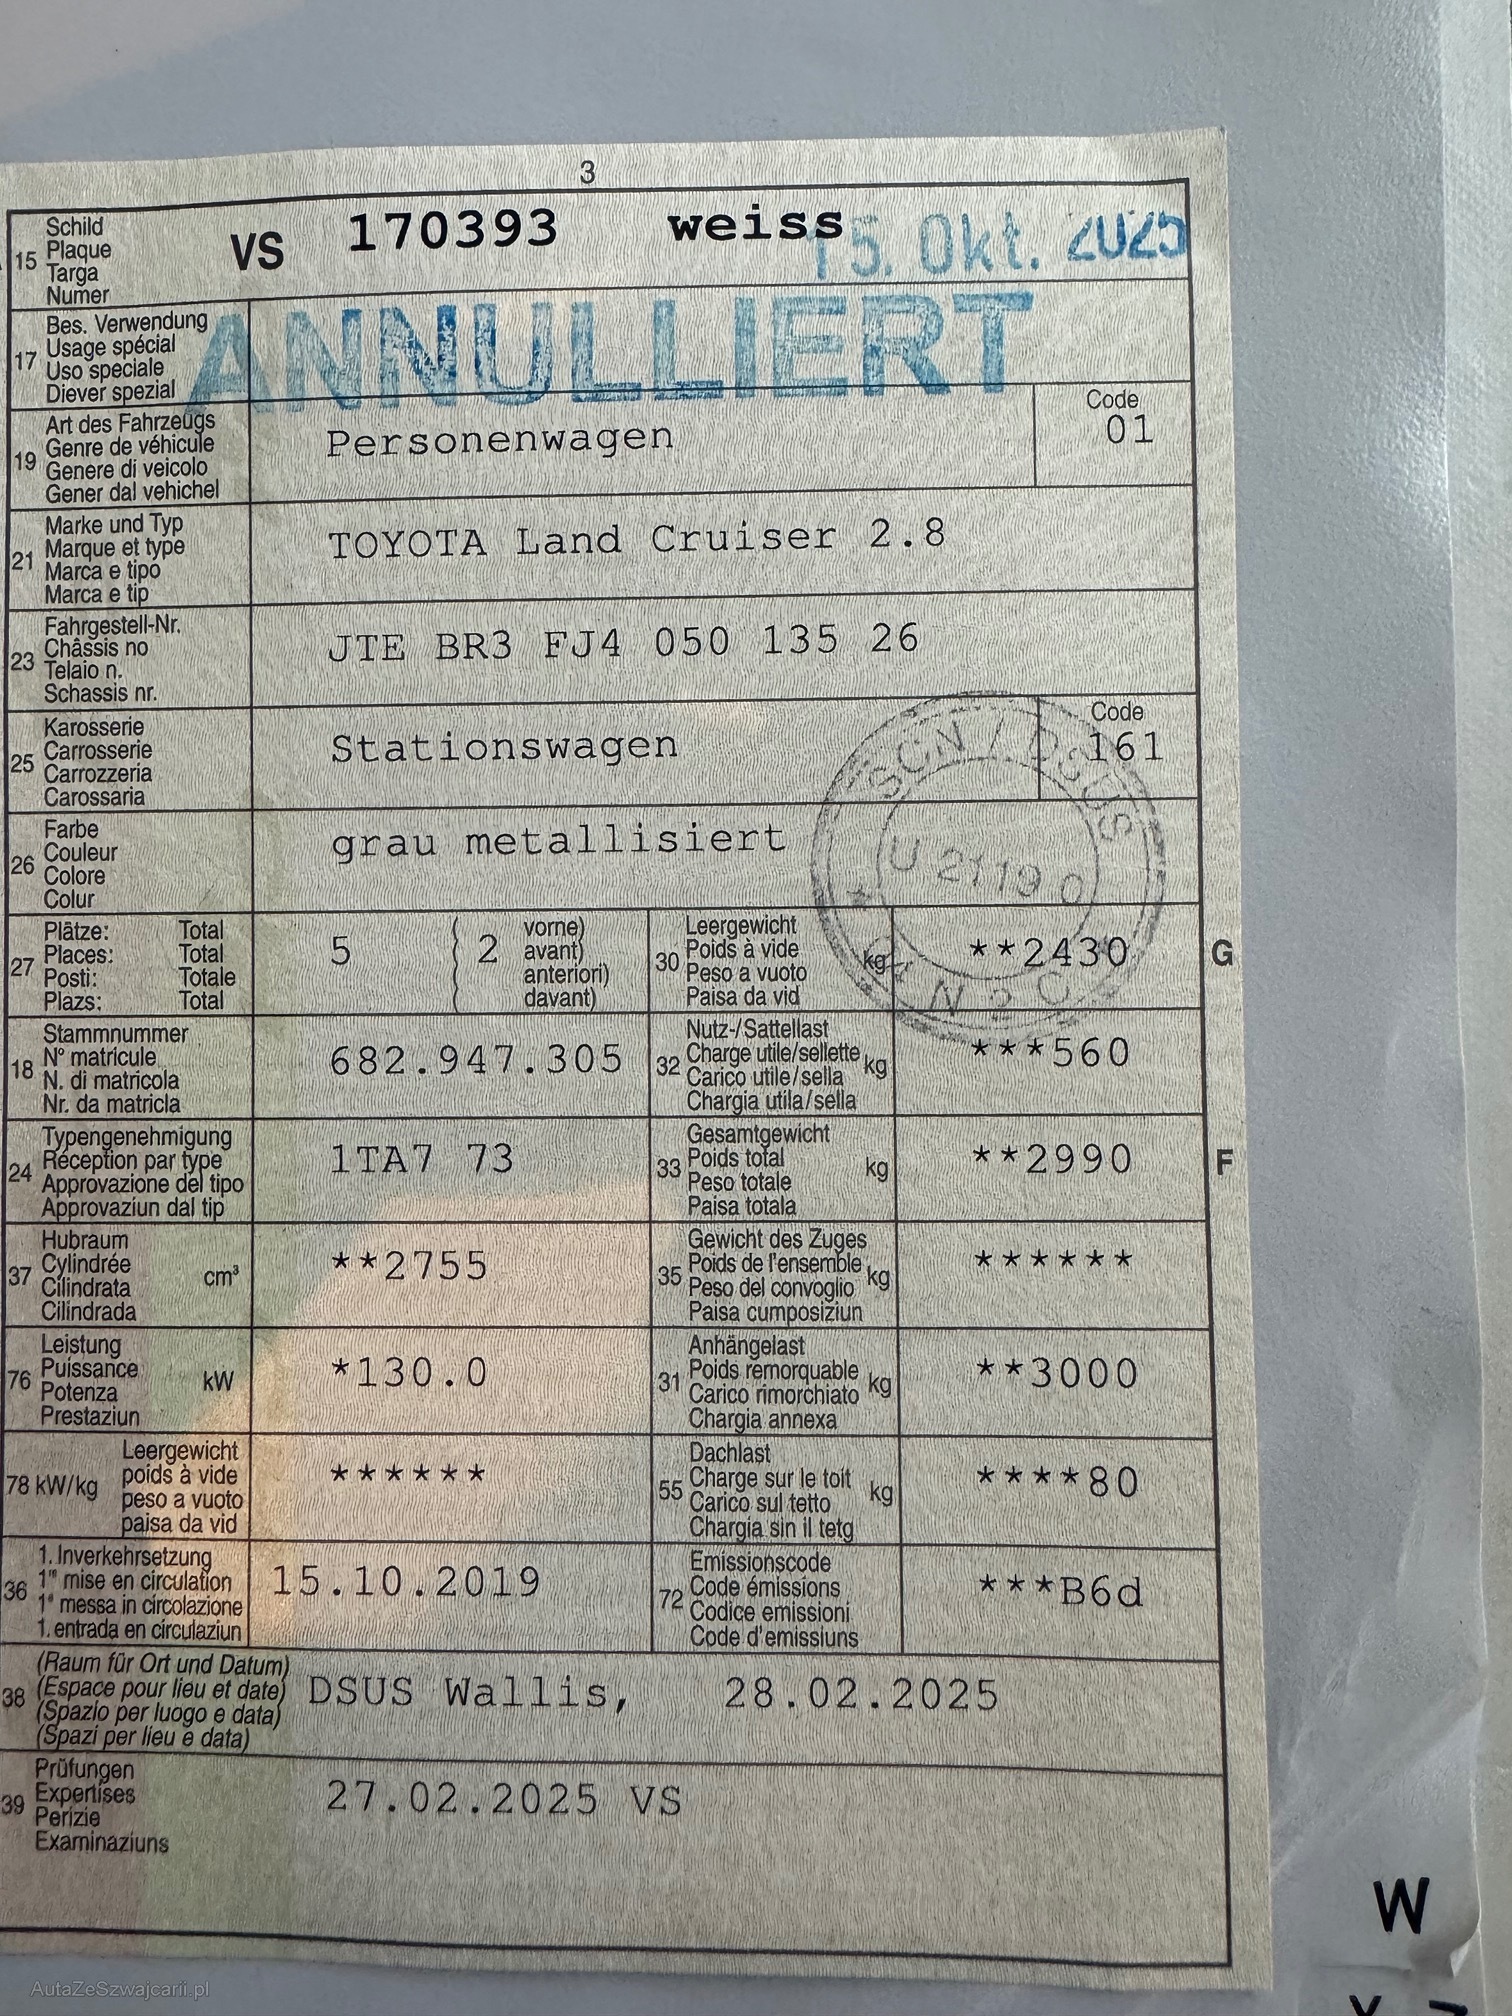 3
15 Schild
Plaque
Targa
Numer
VS 170393 weiss
15. Okt. 2025
ANNULLIERT
17 Bes. Verwendung
Usage spécial
Uso speciale
Diever spezial
19 Art des Fahrzeugs
Genre de véhicule
Genere di veicolo
Gener dal vehichel
Personenwagen
Code
01
21 Marke und Typ
Marque et type
Marca e tipo
Marca e tip
TOYOTA Land Cruiser 2.8
23 Fahrgestell-Nr.
Châssis no
Telaio n.
Schassis nr.
JTE BR3 FJ4 050 135 26
25 Karosserie
Carrosserie
Carrozzeria
Carossaria
Stationswagen
Code
161
SCN / DSUS
U 21190
26 Farbe
Couleur
Colore
Colur
grau metallisiert
27 Plätze: Total
Places: Total
Posti: Totale
Plazs: Total
5 ( 2 vorne)
avant)
anteriori)
davant)
30 Leergewicht
Poids à vide
Peso a vuoto
Paisa da vid
kg **2430 G
18 Stammnummer
N° matricule
N. di matricola
Nr. da matricla
682.947.305
32 Nutz-/Sattellast
Charge utile/sellette
Carico utile/sella
Chargia utila/sella
kg ***560
24 Typengenehmigung
Réception par type
Approvazione del tipo
Approvaziun dal tip
1TA7 73
33 Gesamtgewicht
Poids total
Peso totale
Paisa totala
kg **2990 F
37 Hubraum
Cylindrée
Cilindrata
Cilindrada
cm³ **2755
35 Gewicht des Zuges
Poids de l'ensemble
Peso del convoglio
Paisa cumposiziun
kg ******
76 Leistung
Puissance
Potenza
Prestaziun
kW *130.0
31 Anhängelast
Poids remorquable
Carico rimorchiato
Chargia annexa
kg **3000
78 kW/kg Leergewicht
poids à vide
peso a vuoto
paisa da vid
******
55 Dachlast
Charge sur le toit
Carico sul tetto
Chargia sin il tetg
kg ****80
36 1. Inverkehrsetzung
1re mise en circulation
1a messa in circolazione
1. entrada en circulaziun
15.10.2019
72 Emissionscode
Code émissions
Codice emissioni
Code d'emissiuns
***B6d
38 (Raum für Ort und Datum)
(Espace pour lieu et date)
(Spazio per luogo e data)
(Spazi per lieu e data)
DSUS Wallis, 28.02.2025
39 Prüfungen
Expertises
Perizie
Examinaziuns
27.02.2025 VS
W
AutaZeSzwajcarii.pl